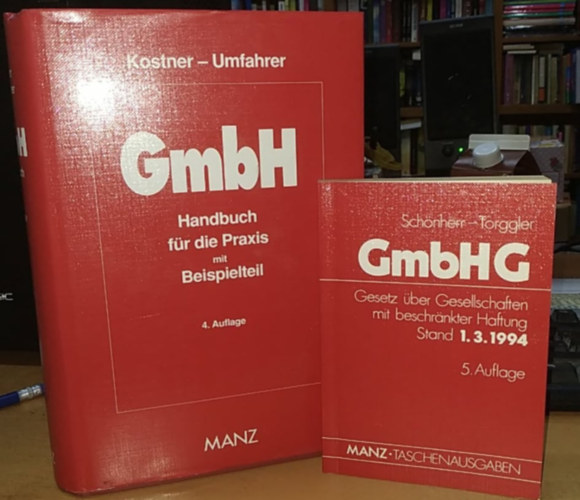 Kostner – Umfahrer
GmbH
Handbuch
für die Praxis
mit
Beispielteil
4. Auflage
MANZ
Schönherr – Torggler
GmbHG
Gesetz über Gesellschaften
mit beschränkter Haftung
Stand 1.3.1994
5. Auflage
MANZ • TASCHENAUSGABEN